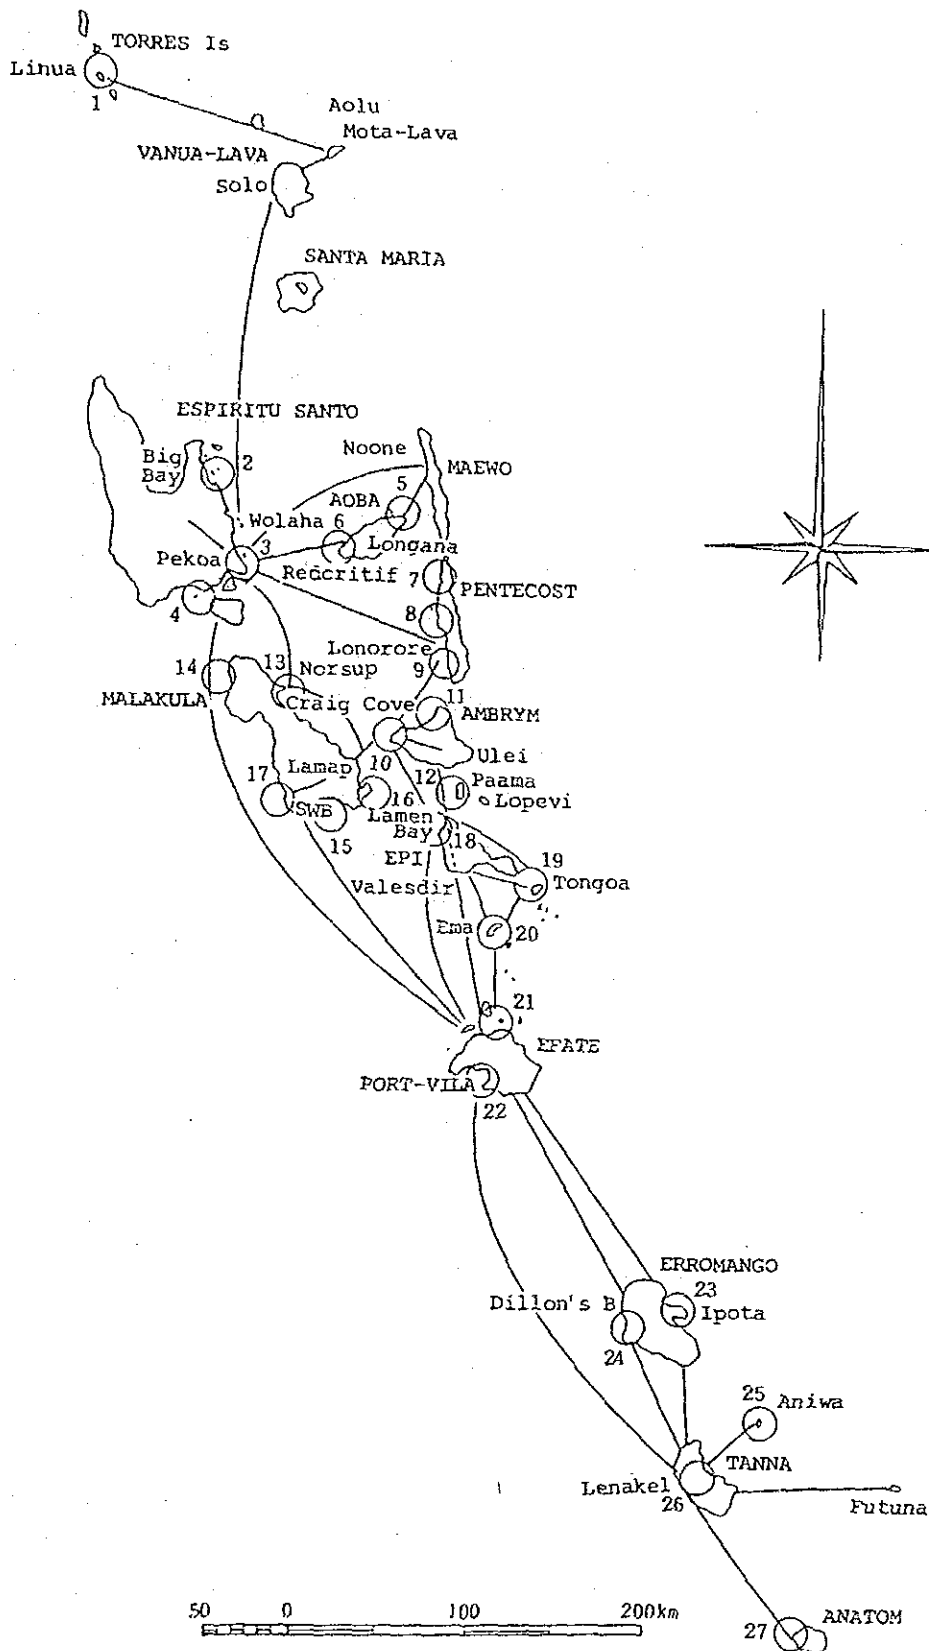 TORRES Is
Linua
1
Aolu
Mota-Lava
VANUA-LAVA
Solo
SANTA MARIA
ESPIRITU SANTO
Noone
Big
Bay
2
MAEWO
5
AOBA
Wolaha
6
3
Longana
Pekoa
Redcritif
7
PENTECOST
4
8
Lonorore
9
14
13
Norsup
MALAKULA
Craig Cove
11
AMBRYM
Ulei
10
Lamap
12
Paama
17
16
Lopevi
SWB
Lamen
Bay
15
18
EPI
19
Valesdir
Tongoa
Ema
20
21
EFATE
PORT-VILA
22
ERROMANGO
23
Dillon's B
Ipota
24
25
Aniwa
TANNA
Lenakel
26
Futuna
50 0 100 200km
ANATOM
27